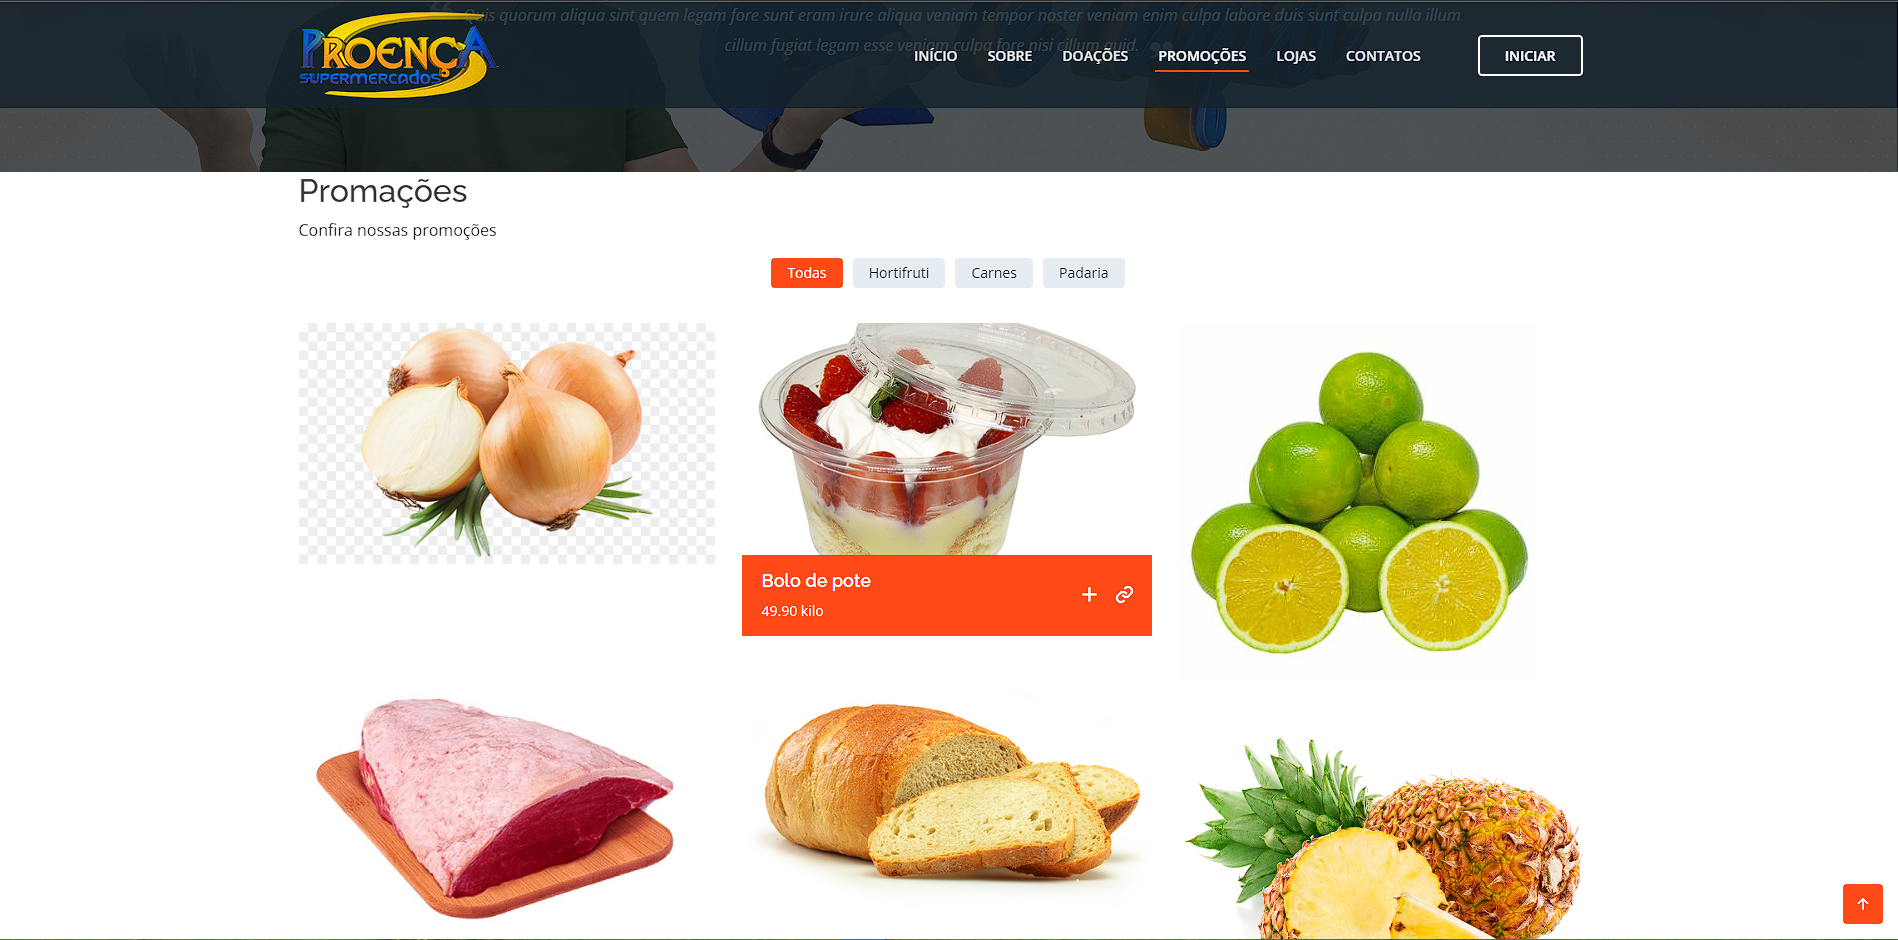 Quis quorum aliqua sint quem legam fore sunt eram irure aliqua veniam tempor noster veniam enim culpa labore duis sunt culpa nulla illum
cillum fugiat legam esse veniam culpa fore nisi cillum quid.
PROENÇA
SUPERMERCADOS
INÍCIO SOBRE DOAÇÕES PROMOÇÕES LOJAS CONTATOS INICIAR
Promações
Confira nossas promoções
Todas Hortifruti Carnes Padaria
Bolo de pote
49.90 kilo